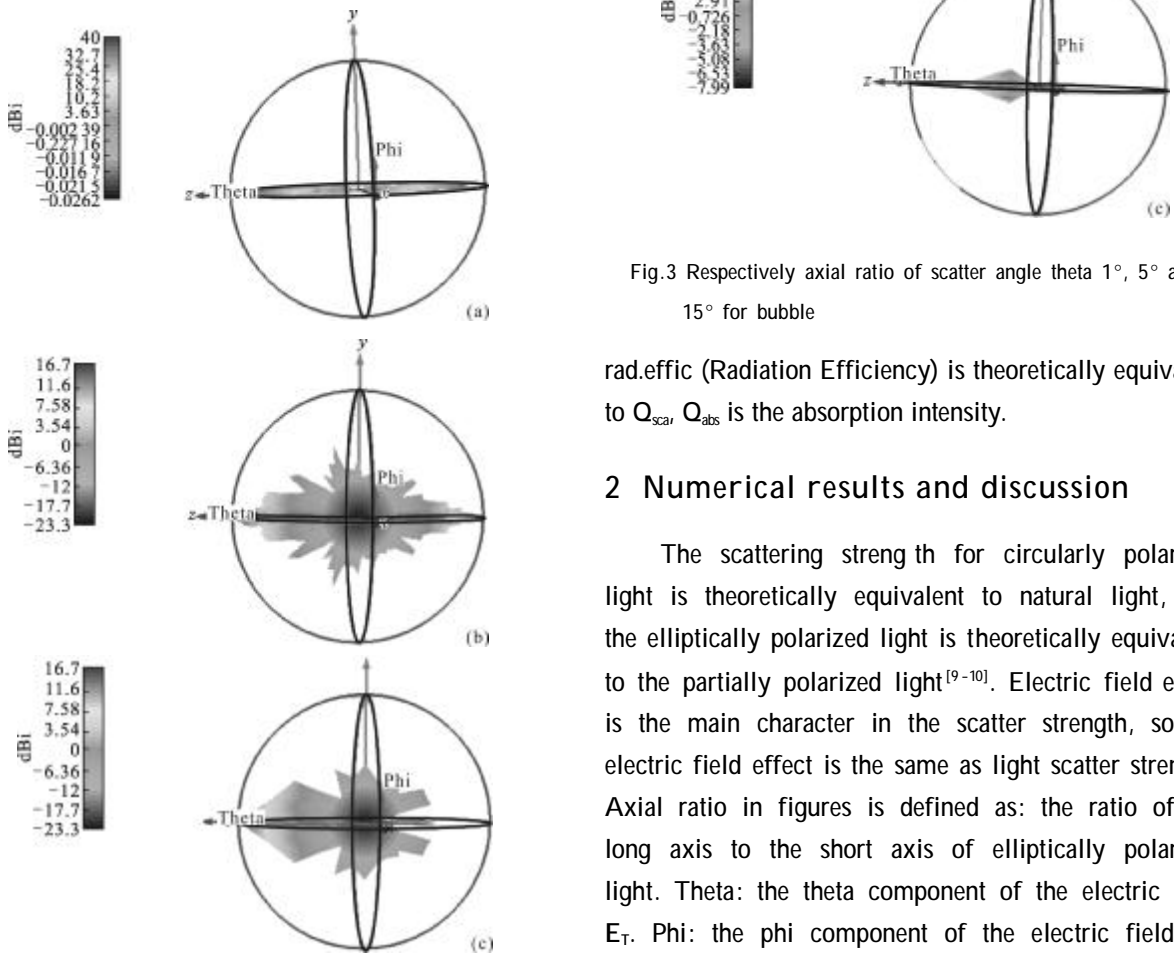 y
40
32.7
25.4
18.2
10.2
3.63
−0.002 39
−0.227 16
−0.011 9
−0.016 7
−0.021 5
−0.0262
dBi
Phi
z
Theta
(a)
y
16.7
11.6
7.58
3.54
0
−6.36
−12
−17.7
−23.3
dBi
Phi
z
Theta
(b)
16.7
11.6
7.58
3.54
0
−6.36
−12
−17.7
−23.3
dBi
Phi
Theta
(c)
2.91
−0.726
−2.18
−3.63
−5.08
−6.53
−7.99
Phi
z
Theta
(c)
Fig.3 Respectively axial ratio of scatter angle theta 1°, 5° a
15° for bubble
rad.effic (Radiation Efficiency) is theoretically equiva
to Qsca, Qabs is the absorption intensity.
2 Numerical results and discussion
The scattering streng th for circularly polar
light is theoretically equivalent to natural light,
the elliptically polarized light is theoretically equiva
to the partially polarized light[9-10]. Electric field e
is the main character in the scatter strength, so
electric field effect is the same as light scatter stren
Axial ratio in figures is defined as: the ratio of
long axis to the short axis of elliptically polar
light. Theta: the theta component of the electric
ET. Phi: the phi component of the electric field